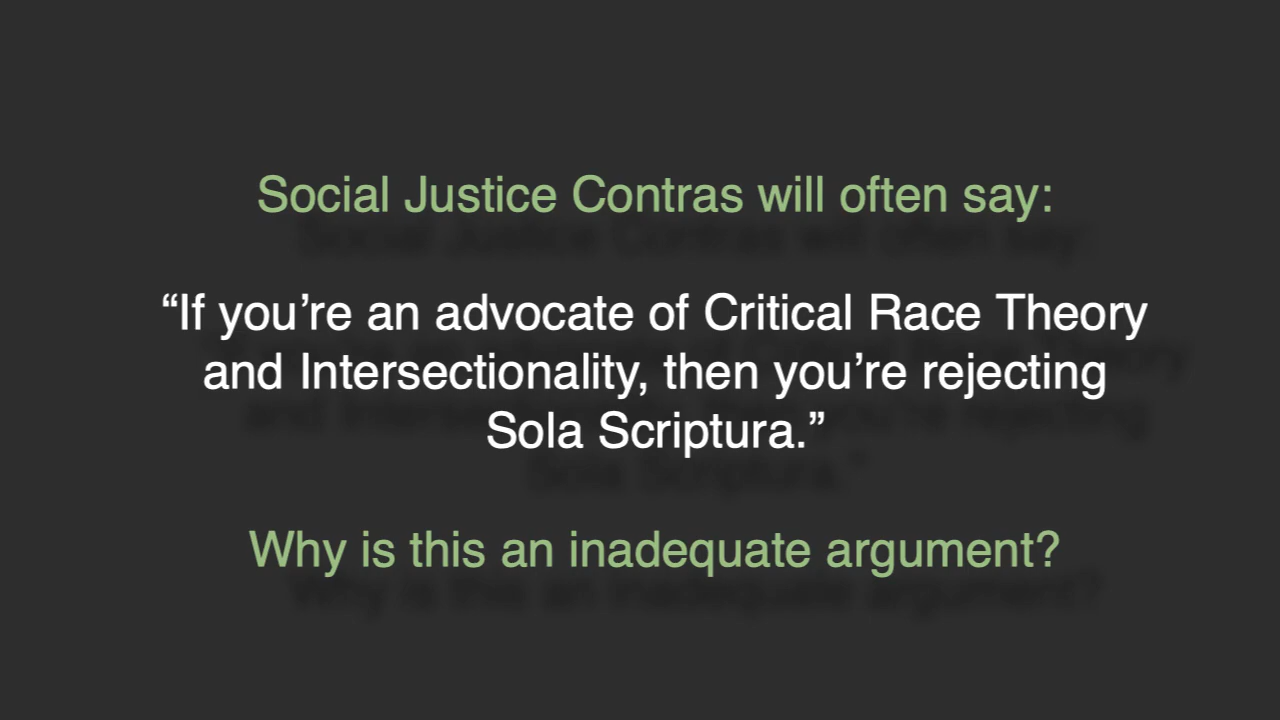 Social Justice Contras will often say:
“If you’re an advocate of Critical Race Theory
and Intersectionality, then you’re rejecting
Sola Scriptura.”
Why is this an inadequate argument?